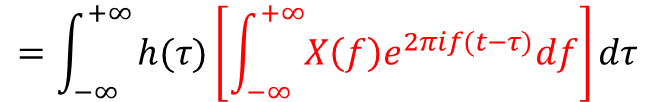 = ∫_{-∞}^{+∞} h(τ) [∫_{-∞}^{+∞} X(f)e^{2πif(t−τ)}df] dτ